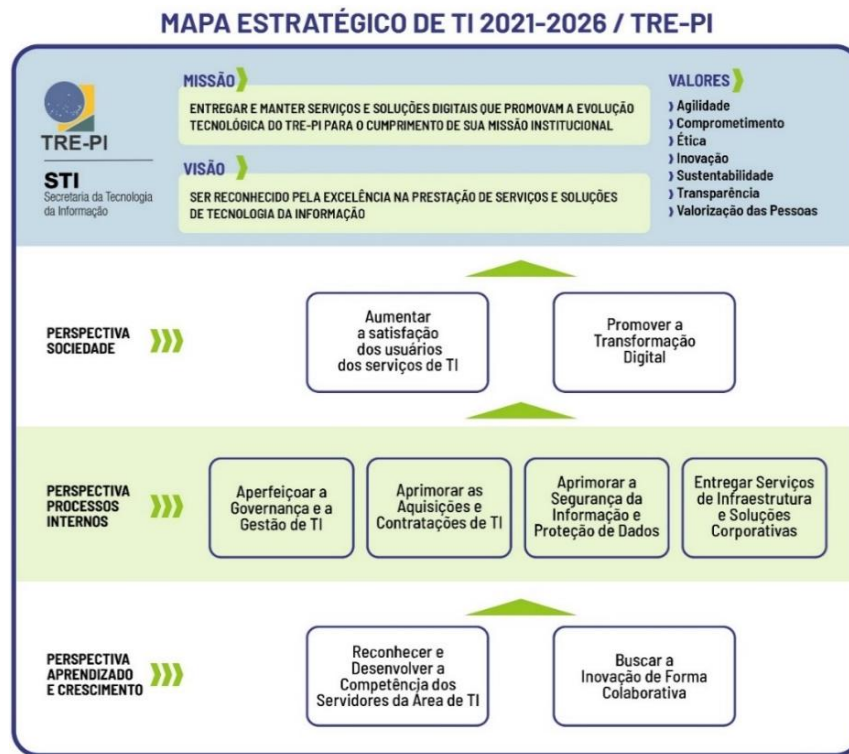 MAPA ESTRATÉGICO DE TI 2021-2026 / TRE-PI
TRE-PI
STI
Secretaria da Tecnologia
da Informação
MISSÃO
ENTREGAR E MANTER SERVIÇOS E SOLUÇÕES DIGITAIS QUE PROMOVAM A EVOLUÇÃO
TECNOLÓGICA DO TRE-PI PARA O CUMPRIMENTO DE SUA MISSÃO INSTITUCIONAL
VISÃO
SER RECONHECIDO PELA EXCELÊNCIA NA PRESTAÇÃO DE SERVIÇOS E SOLUÇÕES
DE TECNOLOGIA DA INFORMAÇÃO
VALORES
Agilidade
Comprometimento
Ética
Inovação
Sustentabilidade
Transparência
Valorização das Pessoas
PERSPECTIVA
SOCIEDADE
Aumentar
a satisfação
dos usuários
dos serviços de TI
Promover a
Transformação
Digital
PERSPECTIVA
PROCESSOS
INTERNOS
Aperfeiçoar a
Governança e a
Gestão de TI
Aprimorar as
Aquisições e
Contratações de TI
Aprimorar a
Segurança da
Informação e
Proteção de Dados
Entregar Serviços
de Infraestrutura
e Soluções
Corporativas
PERSPECTIVA
APRENDIZADO
E CRESCIMENTO
Reconhecer e
Desenvolver a
Competência dos
Servidores da Área de TI
Buscar a
Inovação de Forma
Colaborativa